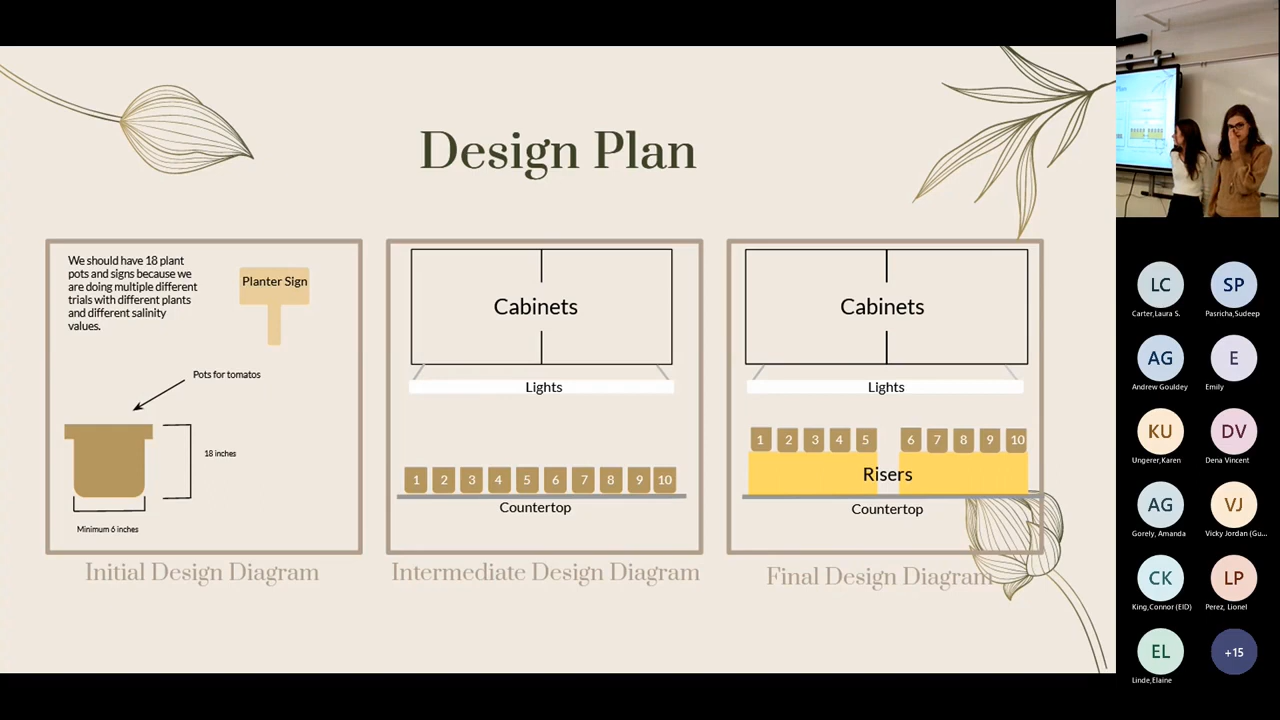 Design Plan
We should have 18 plant
pots and signs because we
are doing multiple different
trials with different plants
and different salinity
values.
Planter Sign
Pots for tomatos
18 inches
Minimum 6 inches
Initial Design Diagram
Cabinets
Lights
1 2 3 4 5 6 7 8 9 10
Countertop
Intermediate Design Diagram
Cabinets
Lights
1 2 3 4 5 6 7 8 9 10
Risers
Countertop
Final Design Diagram
LC SP
Carter,Laura S. Pasricha,Sudeep
AG E
Andrew Gouldey Emily
KU DV
Ungerer,Karen Dena Vincent
AG VJ
Gorely, Amanda Vicky Jordan (Gu...
CK LP
King,Connor (EID) Perez, Lionel
EL +15
Linde,Elaine